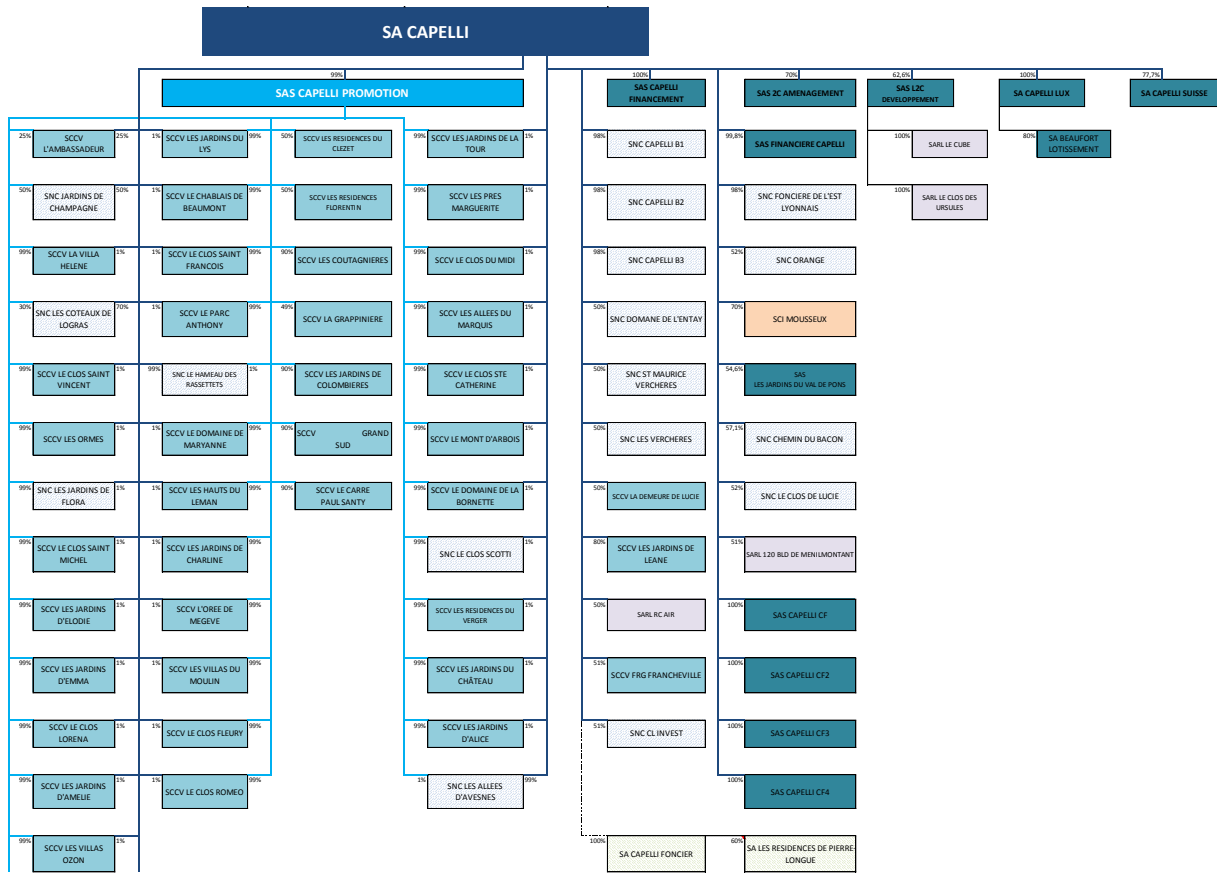 SA CAPELLI
99%
100%
70%
62,6%
100%
77,7%
SAS CAPELLI PROMOTION
SAS CAPELLI
FINANCEMENT
SAS 2C AMENAGEMENT
SAS L2C
DEVELOPPEMENT
SA CAPELLI LUX
SA CAPELLI SUISSE
25%
SCCV
L'AMBASSADEUR
25%
1%
SCCV LES JARDINS DU
LYS
99%
50%
SCCV LES RESIDENCES DU
CLEZET
99%
SCCV LES JARDINS DE LA
TOUR
1%
98%
SNC CAPELLI B1
99,8%
SAS FINANCIERE CAPELLI
100%
SARL LE CUBE
80%
SA BEAUFORT
LOTISSEMENT
50%
SNC JARDINS DE
CHAMPAGNE
50%
1%
SCCV LE CHABLAIS DE
BEAUMONT
99%
50%
SCCV LES RESIDENCES
FLORENTIN
99%
SCCV LES PRES
MARGUERITE
1%
98%
SNC CAPELLI B2
98%
SNC FONCIERE DE L'EST
LYONNAIS
100%
SARL LE CLOS DES
URSULES
99%
SCCV LA VILLA
HELENE
1%
1%
SCCV LE CLOS SAINT
FRANCOIS
99%
90%
SCCV LES COUTAGNIERES
99%
SCCV LE CLOS DU MIDI
1%
98%
SNC CAPELLI B3
52%
SNC ORANGE
30%
SNC LES COTEAUX DE
LOGRAS
70%
1%
SCCV LE PARC
ANTHONY
99%
49%
SCCV LA GRAPPINIERE
99%
SCCV LES ALLEES DU
MARQUIS
1%
50%
SNC DOMANE DE L'ENTAY
70%
SCI MOUSSEUX
99%
SCCV LE CLOS SAINT
VINCENT
1%
99%
SNC LE HAMEAU DES
RASSETTETS
1%
90%
SCCV LES JARDINS DE
COLOMBIERES
99%
SCCV LE CLOS STE
CATHERINE
1%
50%
SNC ST MAURICE
VERCHERES
54,6%
SAS
LES JARDINS DU VAL DE PONS
99%
SCCV LES ORMES
1%
1%
SCCV LE DOMAINE DE
MARYANNE
99%
90%
SCCV GRAND
SUD
99%
SCCV LE MONT D'ARBOIS
1%
50%
SNC LES VERCHERES
57,1%
SNC CHEMIN DU BACON
99%
SNC LES JARDINS DE
FLORA
1%
1%
SCCV LES HAUTS DU
LEMAN
99%
90%
SCCV LE CARRE
PAUL SANTY
99%
SCCV LE DOMAINE DE LA
BORNETTE
1%
50%
SCCV LA DEMEURE DE LUCIE
52%
SNC LE CLOS DE LUCIE
99%
SCCV LE CLOS SAINT
MICHEL
1%
1%
SCCV LES JARDINS DE
CHARLINE
99%
99%
SNC LE CLOS SCOTTI
1%
80%
SCCV LES JARDINS DE
LEANE
51%
SARL 120 BLD DE MENILMONTANT
99%
SCCV LES JARDINS
D'ELODIE
1%
1%
SCCV L'OREE DE
MEGEVE
99%
99%
SCCV LES RESIDENCES DU
VERGER
1%
50%
SARL RC AIR
100%
SAS CAPELLI CF
99%
SCCV LES JARDINS
D'EMMA
1%
1%
SCCV LES VILLAS DU
MOULIN
99%
99%
SCCV LES JARDINS DU
CHÂTEAU
1%
51%
SCCV FRG FRANCHEVILLE
100%
SAS CAPELLI CF2
99%
SCCV LE CLOS
LORENA
1%
1%
SCCV LE CLOS FLEURY
99%
99%
SCCV LES JARDINS
D'ALICE
1%
51%
SNC CL INVEST
100%
SAS CAPELLI CF3
99%
SCCV LES JARDINS
D'AMELIE
1%
1%
SCCV LE CLOS ROMEO
99%
1%
SNC LES ALLEES
D'AVESNES
99%
100%
SAS CAPELLI CF4
99%
SCCV LES VILLAS
OZON
1%
100%
SA CAPELLI FONCIER
60%
SA LES RESIDENCES DE PIERRE-
LONGUE